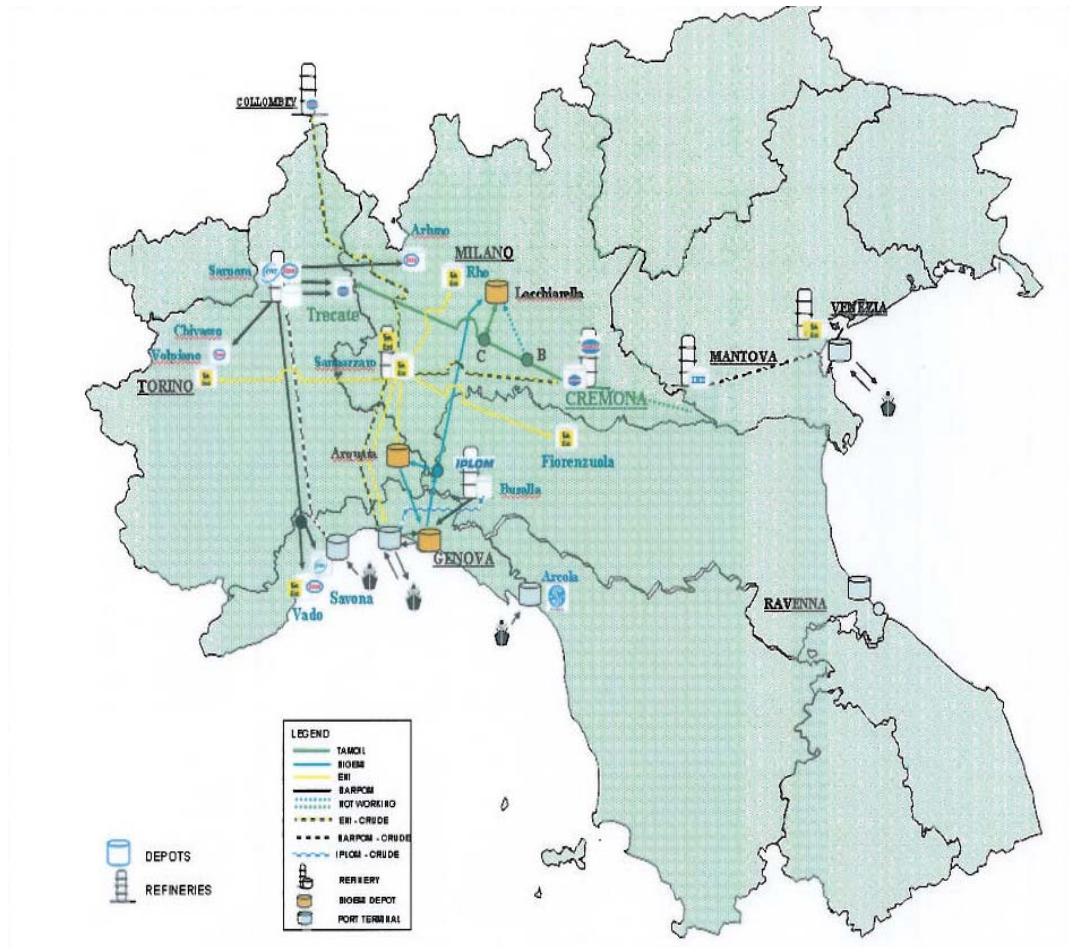 COLLOMBEY
Arluno
MILANO
Rho
Sarnora
Lacchiarella
Trecate
VENEZIA
Chivasso
C
B
MANTOVA
Volpiano
Sannazzaro
TORINO
CREMONA
Arquata
IPLOM
Fiorenzuola
Busalla
GENOVA
Arcola
Savona
RAVENNA
Vado
LEGEND
TAMOIL
SIGEMI
ENI
SARPOM
NOT WORKING
ENI - CRUDE
SARPOM - CRUDE
IPLOM - CRUDE
REFINERY
SIGEMI DEPOT
PORT TERMINAL
DEPOTS
REFINERIES